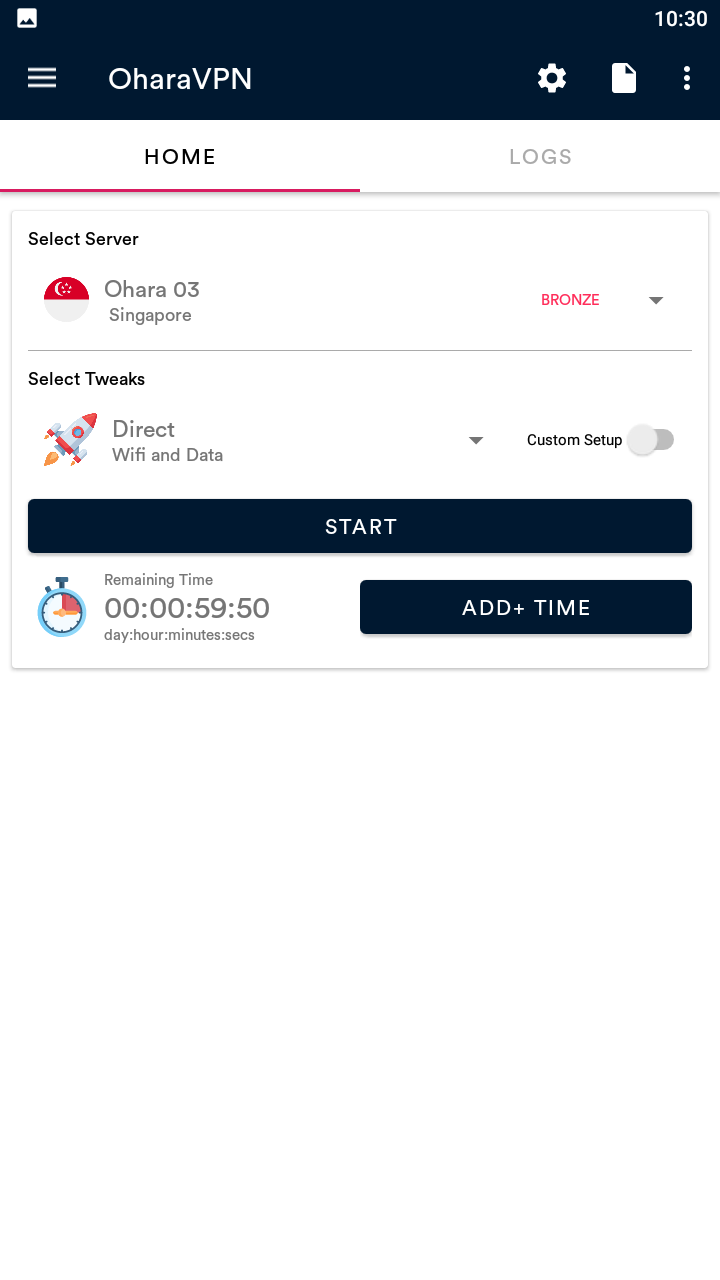 10:30
OharaVPN
HOME
LOGS
Select Server
Ohara 03
Singapore
BRONZE
Select Tweaks
Direct
Wifi and Data
Custom Setup
START
Remaining Time
00:00:59:50
day:hour:minutes:secs
ADD+ TIME